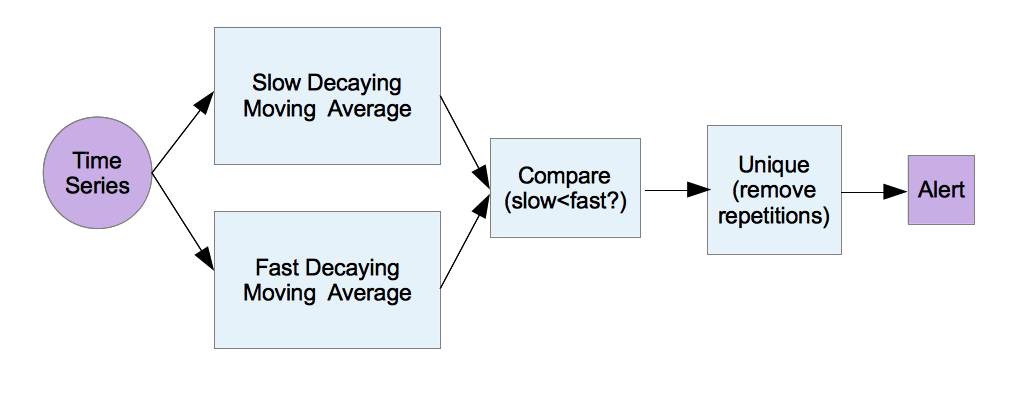 Time
Series
Slow Decaying
Moving Average
Fast Decaying
Moving Average
Compare
(slow<fast?)
Unique
(remove
repetitions)
Alert